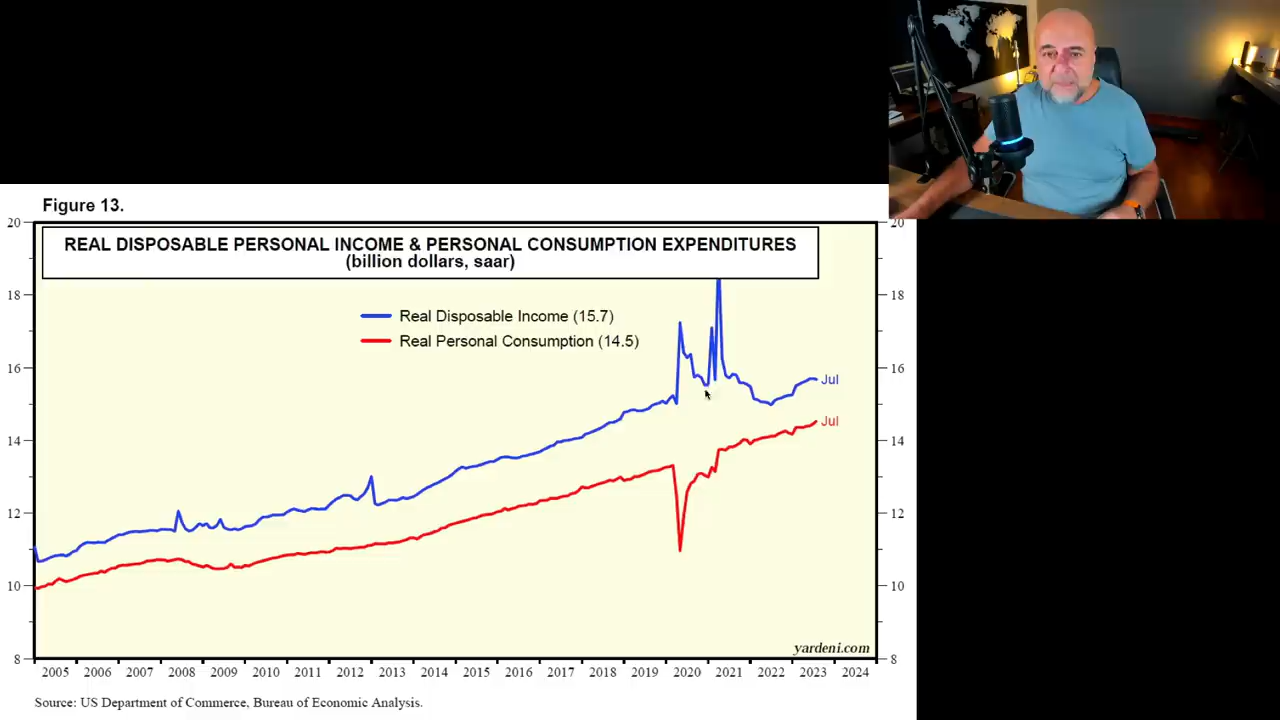 Figure 13.
REAL DISPOSABLE PERSONAL INCOME & PERSONAL CONSUMPTION EXPENDITURES
(billion dollars, saar)
Real Disposable Income (15.7)
Real Personal Consumption (14.5)
20
18
16
14
12
10
8
20
18
16
14
12
10
8
Jul
Jul
yardeni.com
2005 2006 2007 2008 2009 2010 2011 2012 2013 2014 2015 2016 2017 2018 2019 2020 2021 2022 2023 2024
Source: US Department of Commerce, Bureau of Economic Analysis.